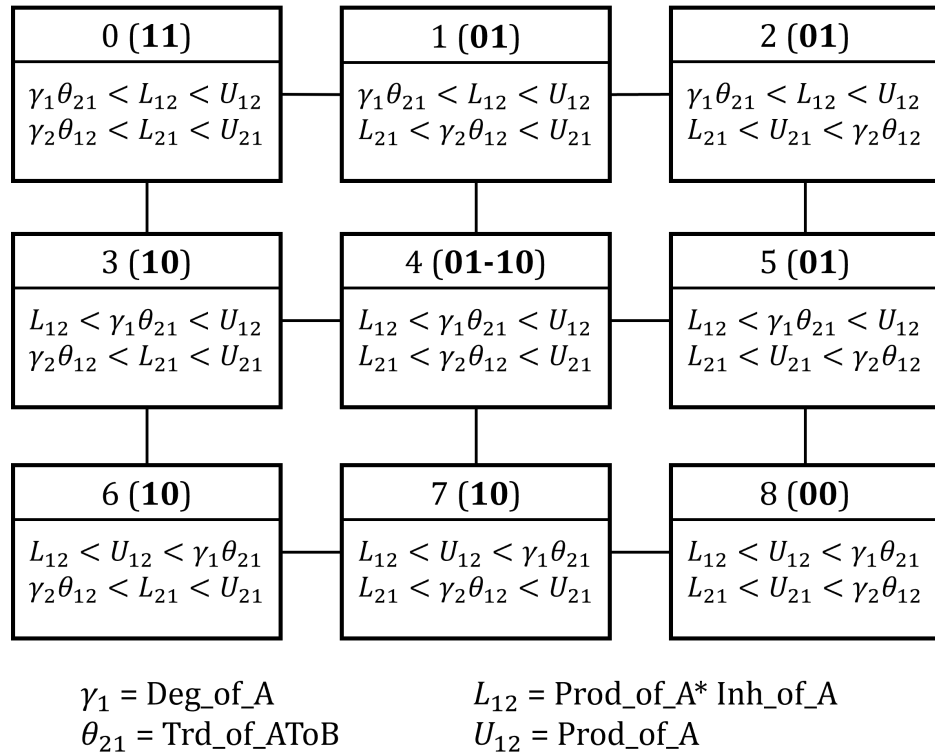 0 (11)
γ₁θ₂₁ < L₁₂ < U₁₂
γ₂θ₁₂ < L₂₁ < U₂₁
1 (01)
γ₁θ₂₁ < L₁₂ < U₁₂
L₂₁ < γ₂θ₁₂ < U₂₁
2 (01)
γ₁θ₂₁ < L₁₂ < U₁₂
L₂₁ < U₂₁ < γ₂θ₁₂
3 (10)
L₁₂ < γ₁θ₂₁ < U₁₂
γ₂θ₁₂ < L₂₁ < U₂₁
4 (01-10)
L₁₂ < γ₁θ₂₁ < U₁₂
L₂₁ < γ₂θ₁₂ < U₂₁
5 (01)
L₁₂ < γ₁θ₂₁ < U₁₂
L₂₁ < U₂₁ < γ₂θ₁₂
6 (10)
L₁₂ < U₁₂ < γ₁θ₂₁
γ₂θ₁₂ < L₂₁ < U₂₁
7 (10)
L₁₂ < U₁₂ < γ₁θ₂₁
L₂₁ < γ₂θ₁₂ < U₂₁
8 (00)
L₁₂ < U₁₂ < γ₁θ₂₁
L₂₁ < U₂₁ < γ₂θ₁₂
γ₁ = Deg_of_A
θ₂₁ = Trd_of_AToB
L₁₂ = Prod_of_A* Inh_of_A
U₁₂ = Prod_of_A